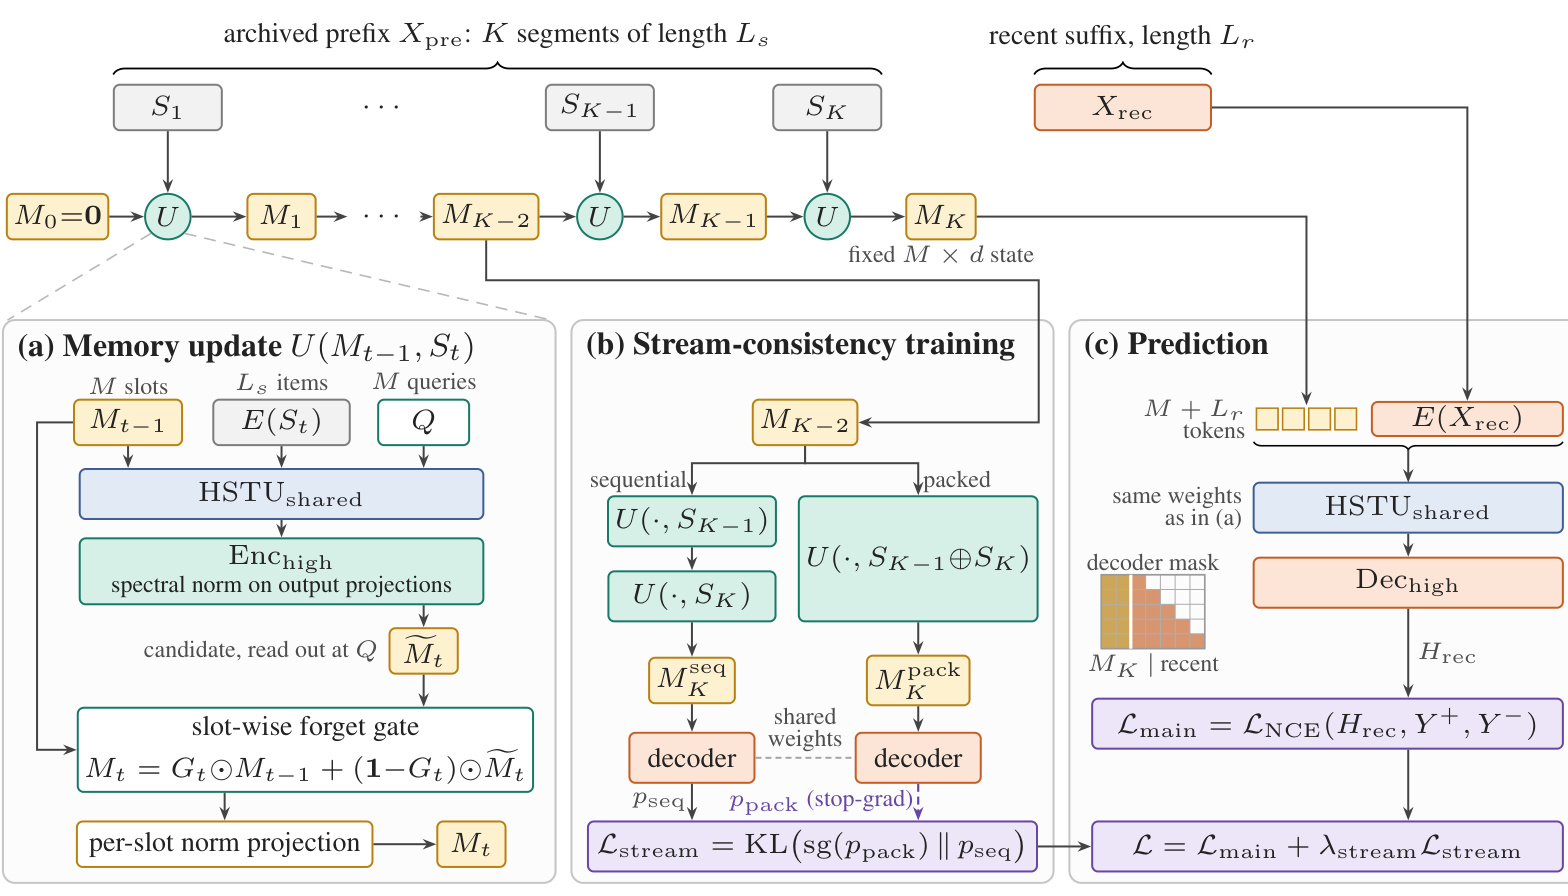 archived prefix X_pre: K segments of length L_s
recent suffix, length L_r
S_1
· · ·
S_{K−1}
S_K
X_rec
M_0=0
U
M_1
· · ·
M_{K−2}
U
M_{K−1}
U
M_K
fixed M × d state
(a) Memory update U(M_{t−1}, S_t)
M slots
L_s items
M queries
M_{t−1}
E(S_t)
Q
HSTU_shared
Enc_high
spectral norm on output projections
candidate, read out at Q
M̃_t
slot-wise forget gate
M_t = G_t⊙M_{t−1} + (1−G_t)⊙M̃_t
per-slot norm projection
M_t
(b) Stream-consistency training
M_{K−2}
sequential
packed
U(·, S_{K−1})
U(·, S_K)
U(·, S_{K−1}⊕S_K)
M_K^seq
M_K^pack
shared
weights
decoder
decoder
p_seq
p_pack (stop-grad)
ℒ_stream = KL(sg(p_pack) ∥ p_seq)
(c) Prediction
M + L_r
tokens
E(X_rec)
same weights
as in (a)
HSTU_shared
decoder mask
M_K | recent
Dec_high
H_rec
ℒ_main = ℒ_NCE(H_rec, Y^+, Y^−)
ℒ = ℒ_main + λ_stream ℒ_stream